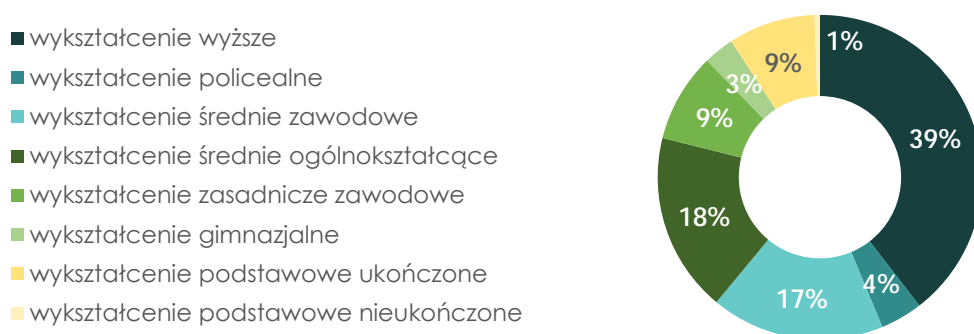 wykształcenie wyższe
wykształcenie policealne
wykształcenie średnie zawodowe
wykształcenie średnie ogólnokształcące
wykształcenie zasadnicze zawodowe
wykształcenie gimnazjalne
wykształcenie podstawowe ukończone
wykształcenie podstawowe nieukończone
1%
9%
3%
9%
39%
18%
4%
17%